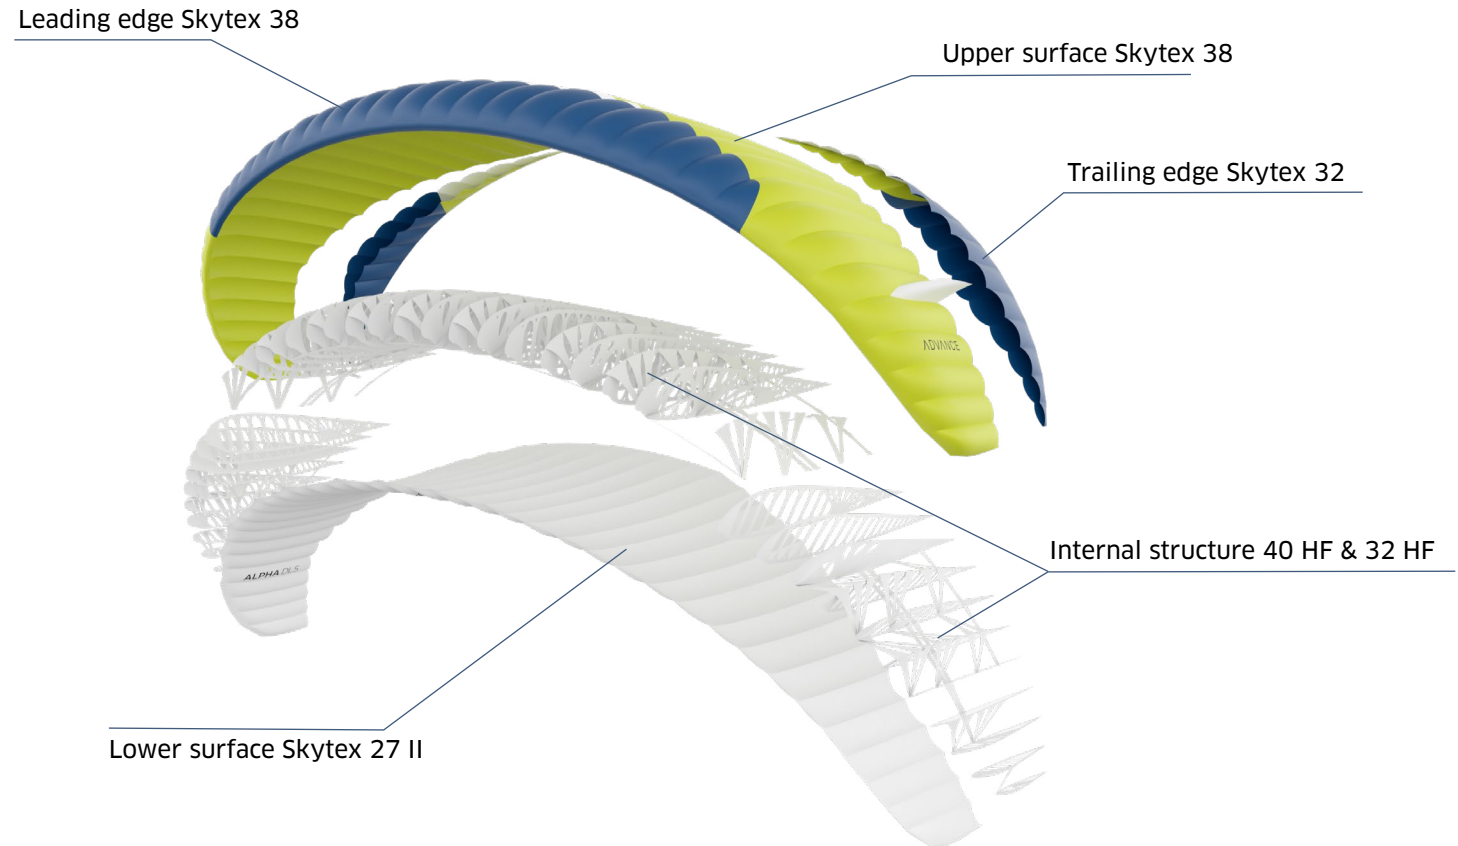 Leading edge Skytex 38
Upper surface Skytex 38
Trailing edge Skytex 32
ADVANCE
Internal structure 40 HF & 32 HF
ALPHA DLS
Lower surface Skytex 27 II